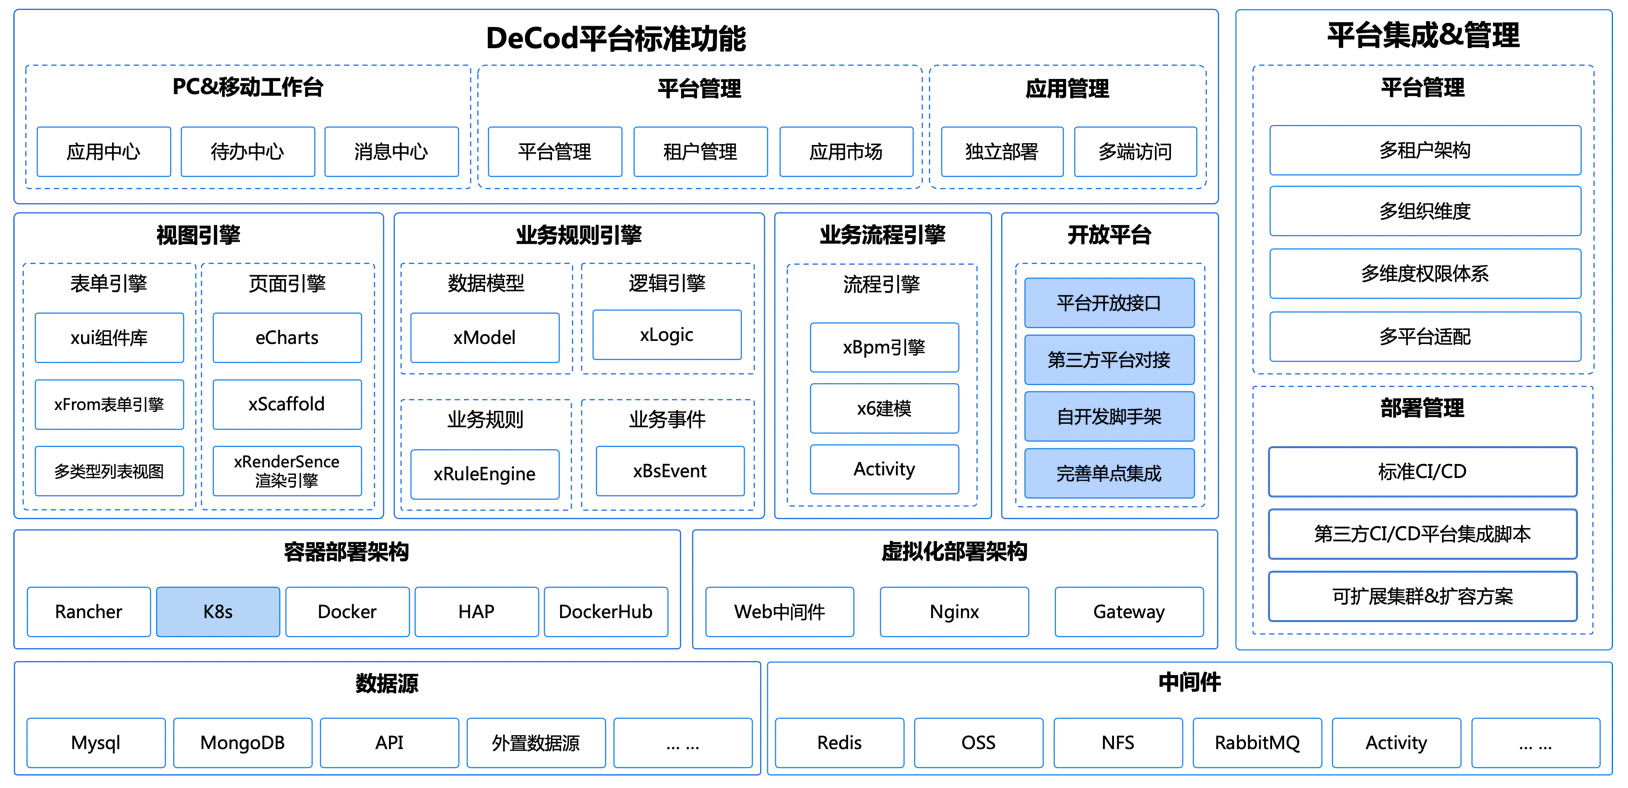 DeCod平台标准功能
PC&移动工作台
应用中心
待办中心
消息中心
平台管理
平台管理
租户管理
应用市场
应用管理
独立部署
多端访问
视图引擎
表单引擎
xui组件库
xFrom表单引擎
多类型列表视图
页面引擎
eCharts
xScaffold
xRenderSence
渲染引擎
业务规则引擎
数据模型
xModel
逻辑引擎
xLogic
业务规则
xRuleEngine
业务事件
xBsEvent
业务流程引擎
流程引擎
xBpm引擎
x6建模
Activity
开放平台
平台开放接口
第三方平台对接
自开发脚手架
完善单点集成
容器部署架构
Rancher
K8s
Docker
HAP
DockerHub
虚拟化部署架构
Web中间件
Nginx
Gateway
平台集成&管理
平台管理
多租户架构
多组织维度
多维度权限体系
多平台适配
部署管理
标准CI/CD
第三方CI/CD平台集成脚本
可扩展集群&扩容方案
数据源
Mysql
MongoDB
API
外置数据源
... ...
中间件
Redis
OSS
NFS
RabbitMQ
Activity
... ...